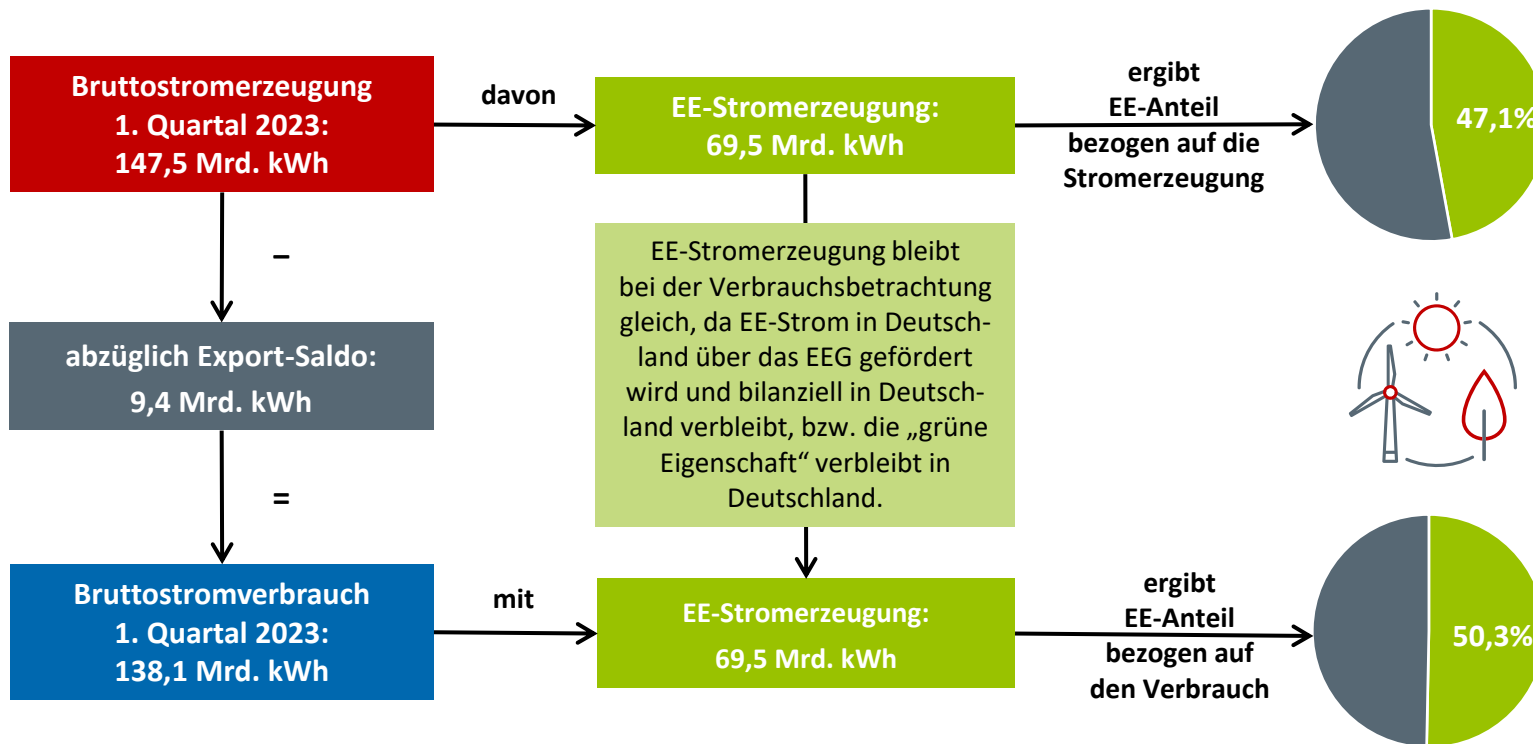 Bruttostromerzeugung
1. Quartal 2023:
147,5 Mrd. kWh
davon
EE-Stromerzeugung:
69,5 Mrd. kWh
ergibt
EE-Anteil
bezogen auf die
Stromerzeugung
47,1%
–
EE-Stromerzeugung bleibt
bei der Verbrauchsbetrachtung
gleich, da EE-Strom in Deutsch-
land über das EEG gefördert
wird und bilanziell in Deutsch-
land verbleibt, bzw. die „grüne
Eigenschaft“ verbleibt in
Deutschland.
abzüglich Export-Saldo:
9,4 Mrd. kWh
=
Bruttostromverbrauch
1. Quartal 2023:
138,1 Mrd. kWh
mit
EE-Stromerzeugung:
69,5 Mrd. kWh
ergibt
EE-Anteil
bezogen auf
den Verbrauch
50,3%